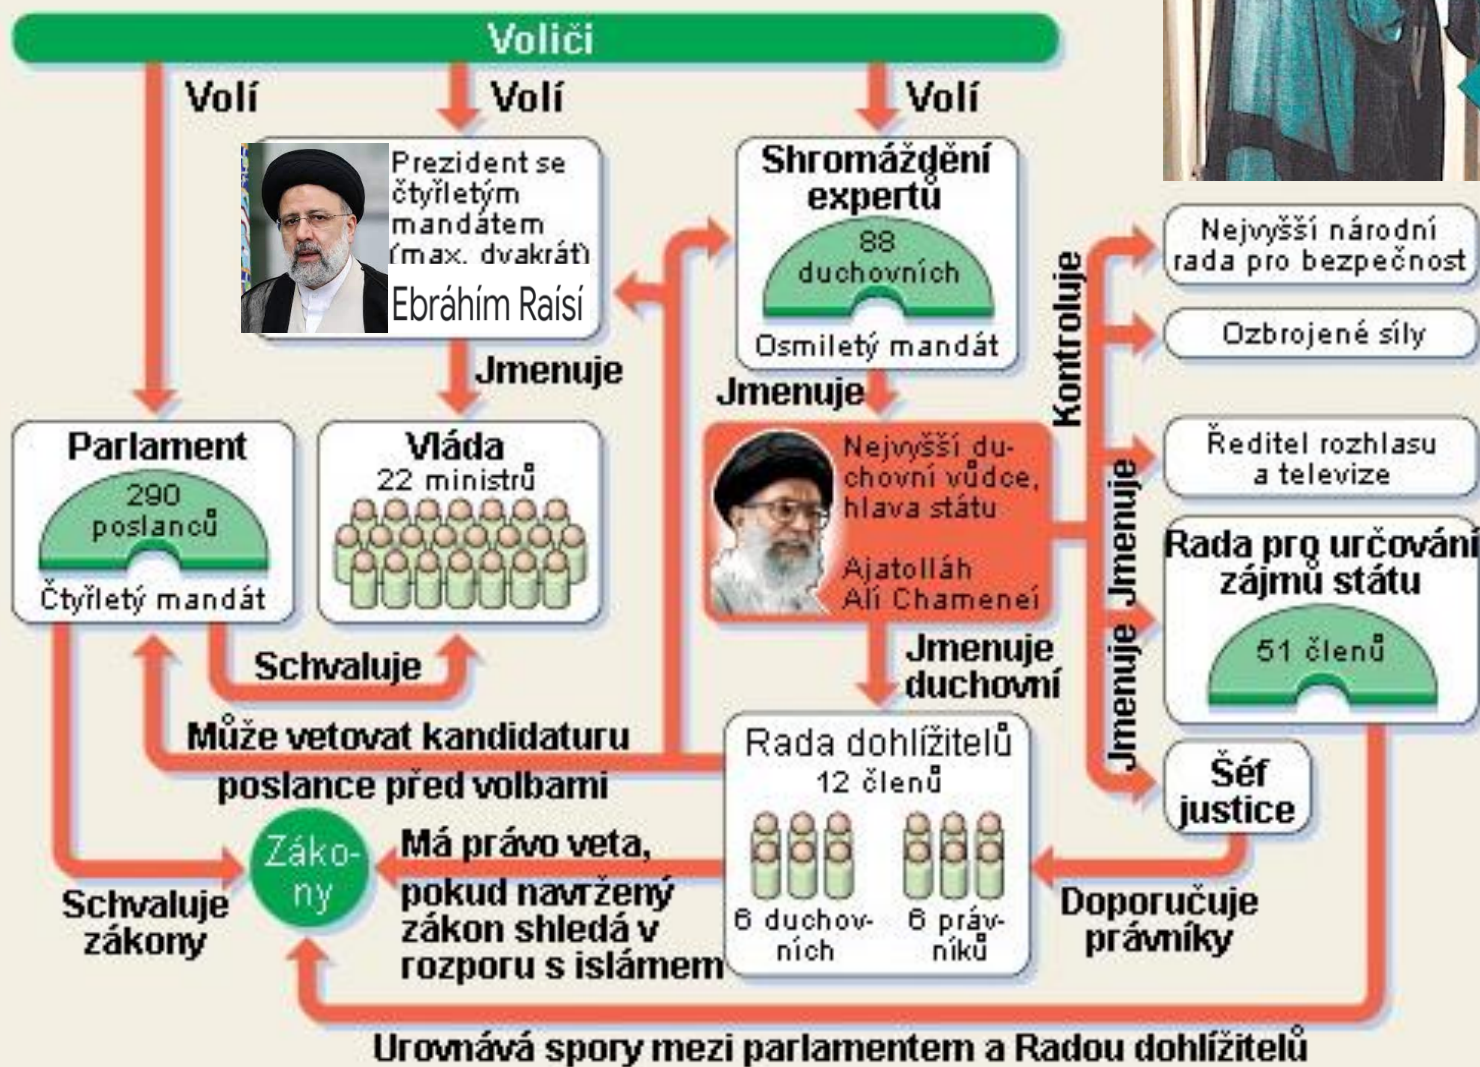 Voliči
Volí
Volí
Volí
Prezident se
čtyřletým
mandátem
(max. dvakrát)
Ebráhím Raísí
Shromáždění
expertů
88
duchovních
Osmiletý mandát
Nejvyšší národní
rada pro bezpečnost
Ozbrojené síly
Kontroluje
Jmenuje
Jmenuje
Parlament
290
poslanců
Čtyřletý mandát
Vláda
22 ministrů
Nejvyšší du-
chovní vůdce,
hlava státu
Ajatolláh
Alí Chameneí
Ředitel rozhlasu
a televize
Jmenuje
Rada pro určování
zájmů státu
51 členů
Schvaluje
Jmenuje
duchovní
Jmenuje
Může vetovat kandidaturu
poslance před volbami
Rada dohlížitelů
12 členů
6 duchov-
ních
6 práv-
níků
Šéf
justice
Záko-
ny
Má právo veta,
pokud navržený
zákon shledá v
rozporu s islámem
Schvaluje
zákony
Doporučuje
právníky
Urovnává spory mezi parlamentem a Radou dohlížitelů